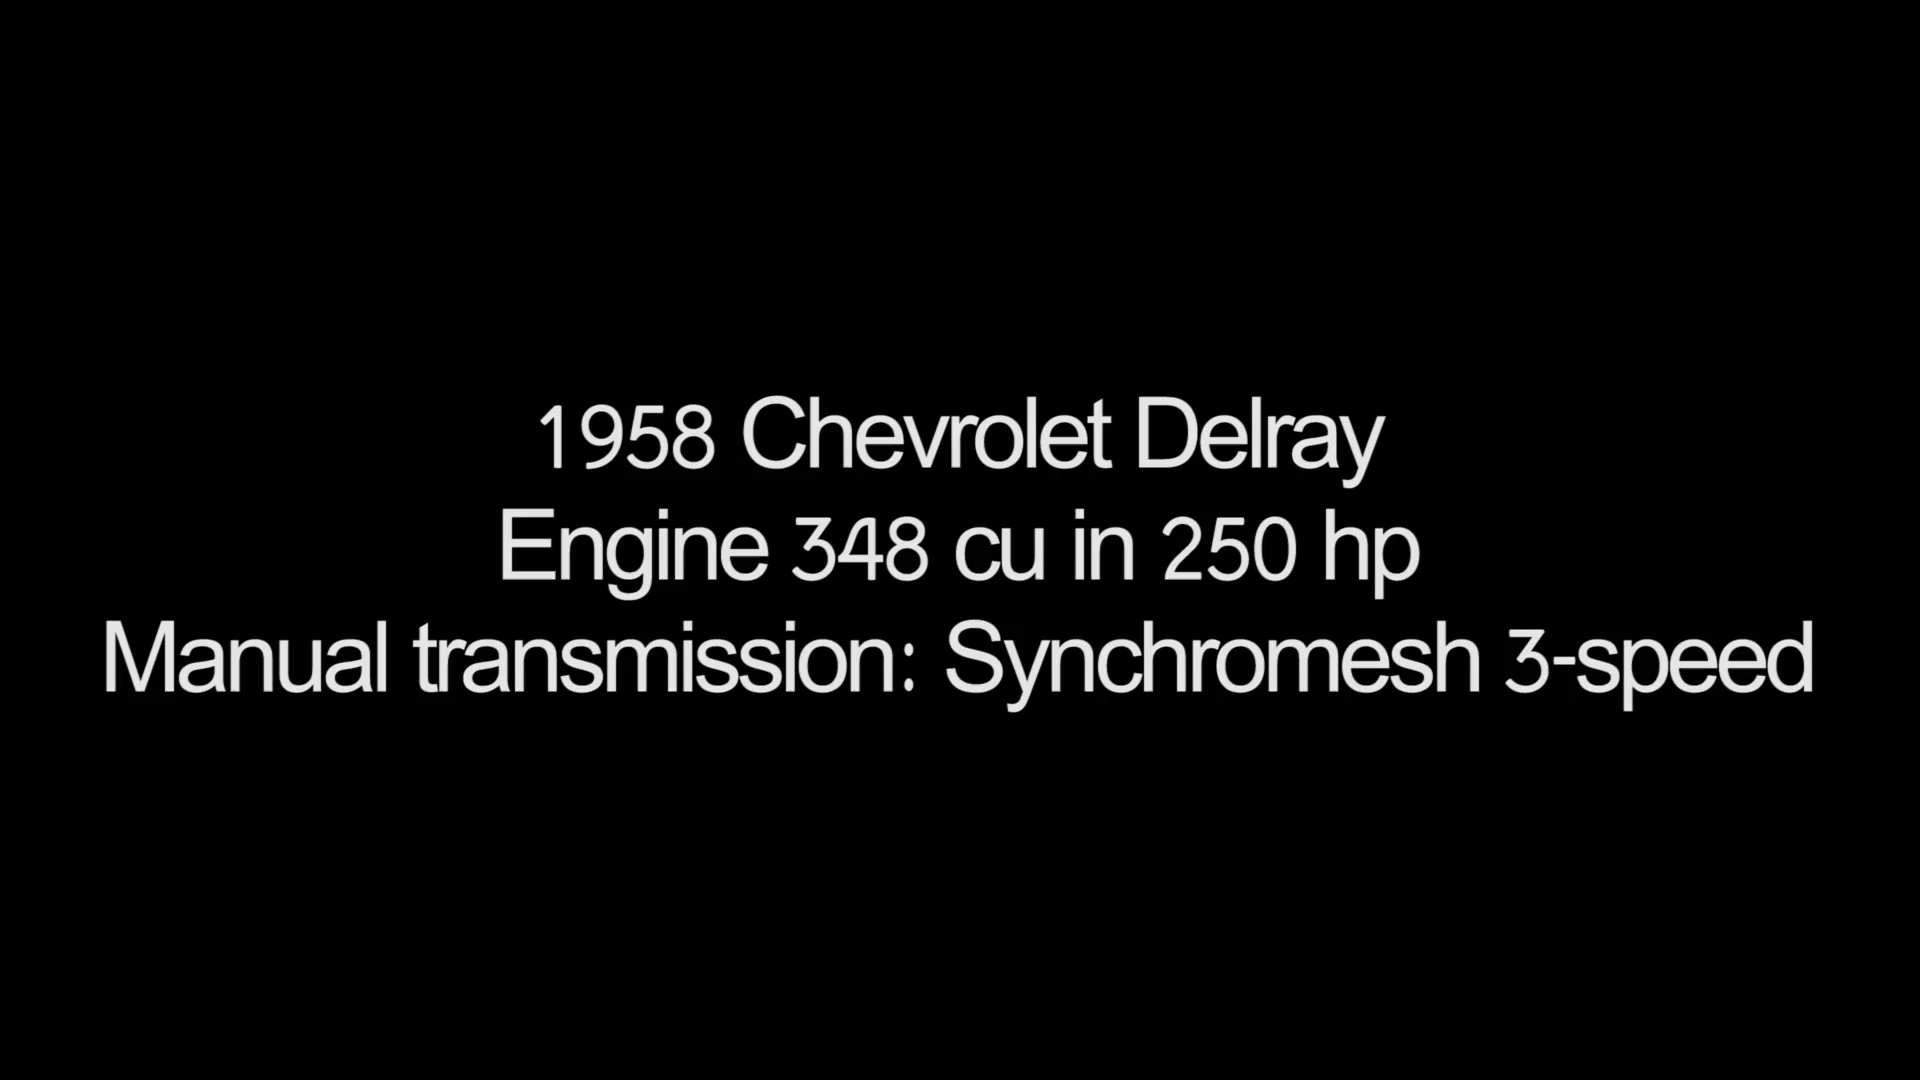 1958 Chevrolet Delray
Engine 348 cu in 250 hp
Manual transmission: Synchromesh 3-speed